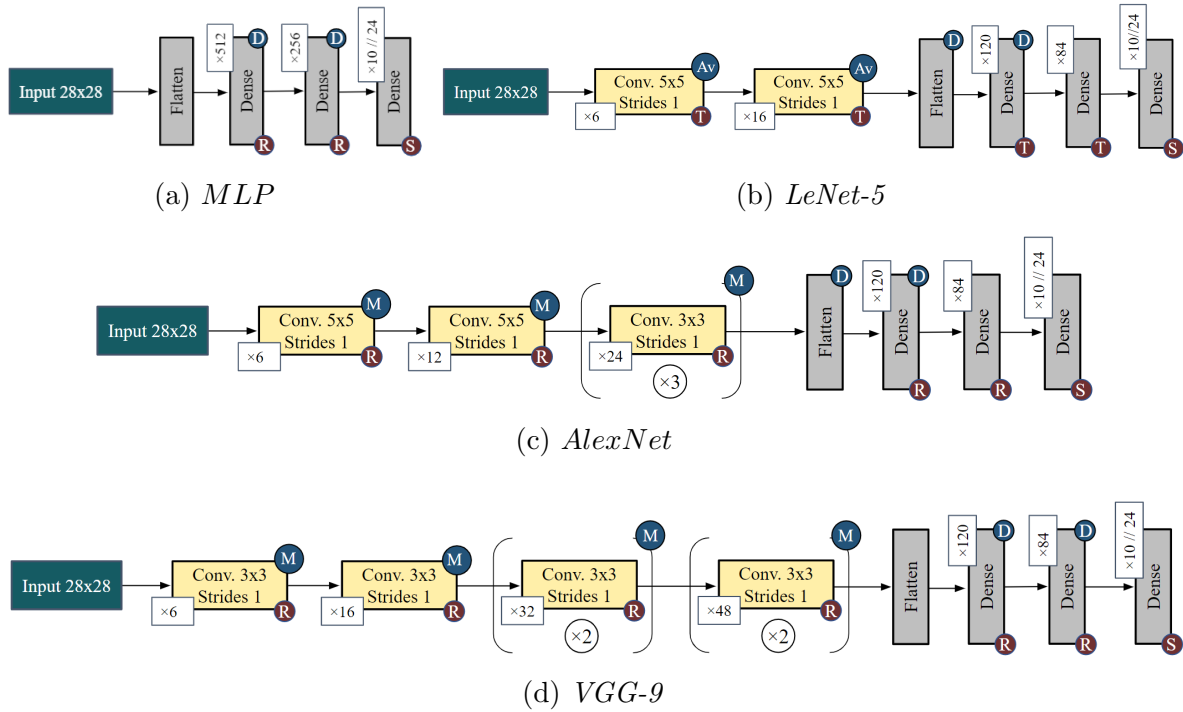 Input 28x28
Flatten
×512
D
Dense
R
×256
D
Dense
R
×10 // 24
Dense
S
(a) MLP
Input 28x28
Conv. 5x5
Strides 1
×6
Av
T
Conv. 5x5
Strides 1
×16
Av
T
Flatten
D
×120
D
Dense
T
×84
Dense
T
×10//24
Dense
S
(b) LeNet-5
Input 28x28
Conv. 5x5
Strides 1
×6
M
R
Conv. 5x5
Strides 1
×12
M
R
Conv. 3x3
Strides 1
×24
R
M
×3
Flatten
D
×120
D
Dense
R
×84
Dense
R
×10 // 24
Dense
S
(c) AlexNet
Input 28x28
Conv. 3x3
Strides 1
×6
M
R
Conv. 3x3
Strides 1
×16
M
R
Conv. 3x3
Strides 1
×32
R
M
×2
Conv. 3x3
Strides 1
×48
R
M
×2
Flatten
×120
D
Dense
R
×84
D
Dense
R
×10 // 24
Dense
S
(d) VGG-9